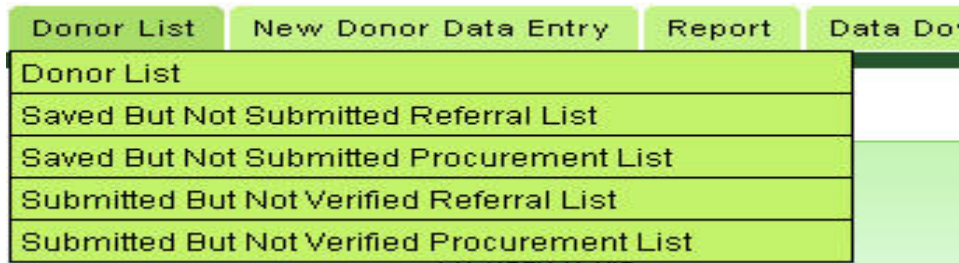 Donor List New Donor Data Entry Report Data
Donor List
Saved But Not Submitted Referral List
Saved But Not Submitted Procurement List
Submitted But Not Verified Referral List
Submitted But Not Verified Procurement List